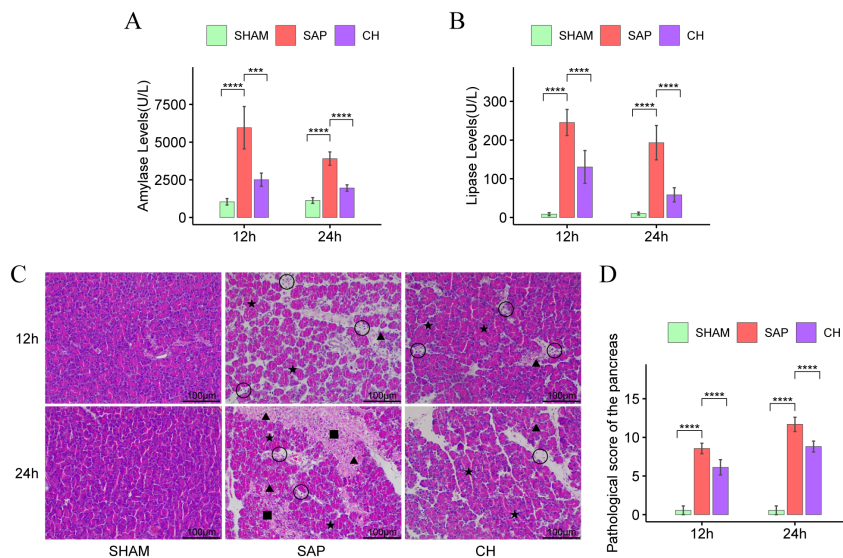 A
SHAM SAP CH
Amylase Levels(U/L)
7500
5000
2500
0
**** ***
**** ****
12h 24h
B
SHAM SAP CH
Lipase Levels(U/L)
300
200
100
0
**** ****
**** ****
12h 24h
C
12h
100μm 100μm 100μm
24h
100μm 100μm 100μm
SHAM SAP CH
D
SHAM SAP CH
Pathological score of the pancreas
15
10
5
0
**** ****
**** ****
12h 24h